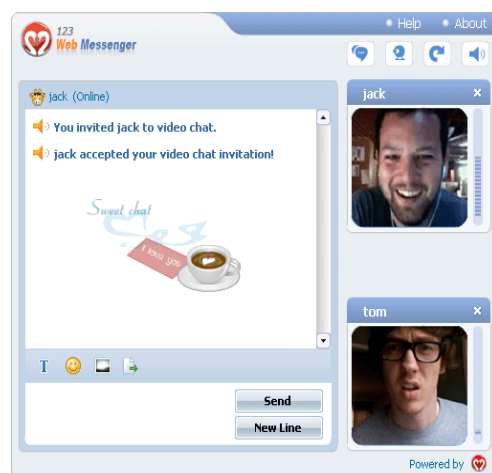 Help
About
123
Web Messenger
jack (Online)
You invited jack to video chat.
jack accepted your video chat invitation!
Sweet chat
I love you
T
Send
New Line
jack
tom
Powered by